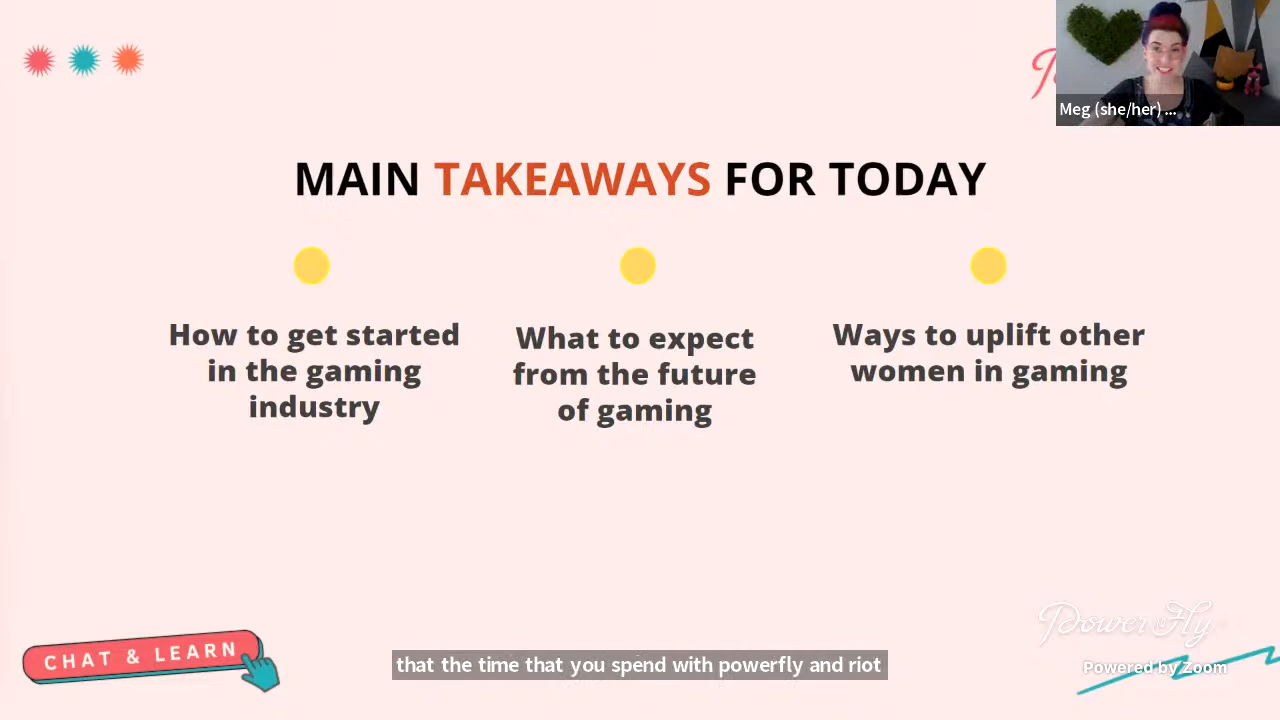 Meg (she/her) ...
MAIN TAKEAWAYS FOR TODAY
How to get started
in the gaming
industry
What to expect
from the future
of gaming
Ways to uplift other
women in gaming
CHAT & LEARN
that the time that you spend with powerfly and riot
PowerToFly
Powered by Zoom